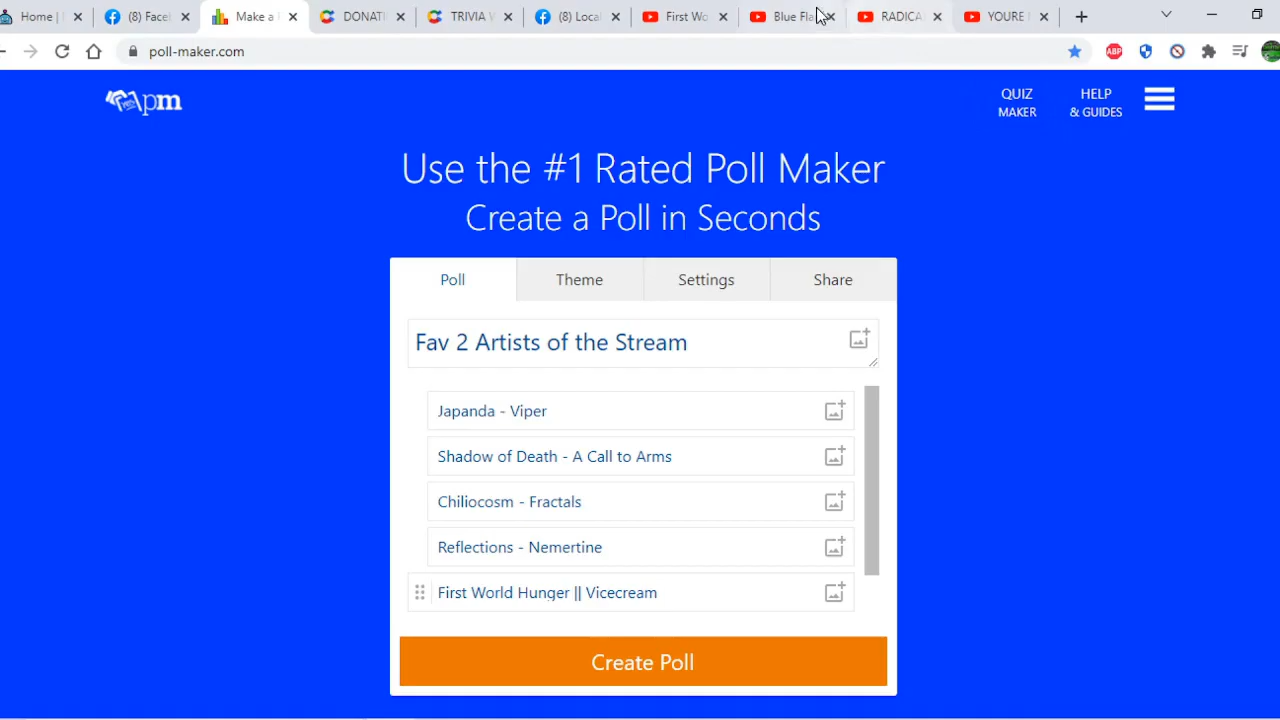 Home |
(8) Facel
Make a
DONATI
TRIVIA
(8) Local
First Wo
Blue Fla
RADICA
YOURE
poll-maker.com
ABP
pm
QUIZ
MAKER
HELP
& GUIDES
Use the #1 Rated Poll Maker
Create a Poll in Seconds
Poll
Theme
Settings
Share
Fav 2 Artists of the Stream
Japanda - Viper
Shadow of Death - A Call to Arms
Chiliocosm - Fractals
Reflections - Nemertine
First World Hunger || Vicecream
Create Poll